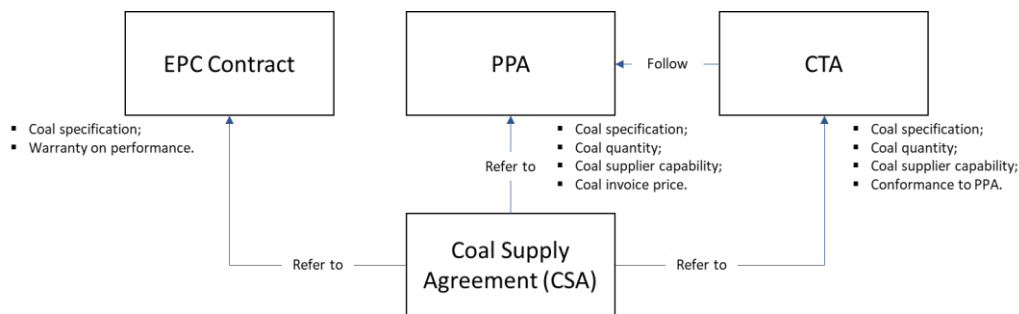 EPC Contract
PPA
Follow
CTA
▪ Coal specification;
▪ Warranty on performance.
Refer to
▪ Coal specification;
▪ Coal quantity;
▪ Coal supplier capability;
▪ Coal invoice price.
▪ Coal specification;
▪ Coal quantity;
▪ Coal supplier capability;
▪ Conformance to PPA.
Refer to
Coal Supply
Agreement (CSA)
Refer to